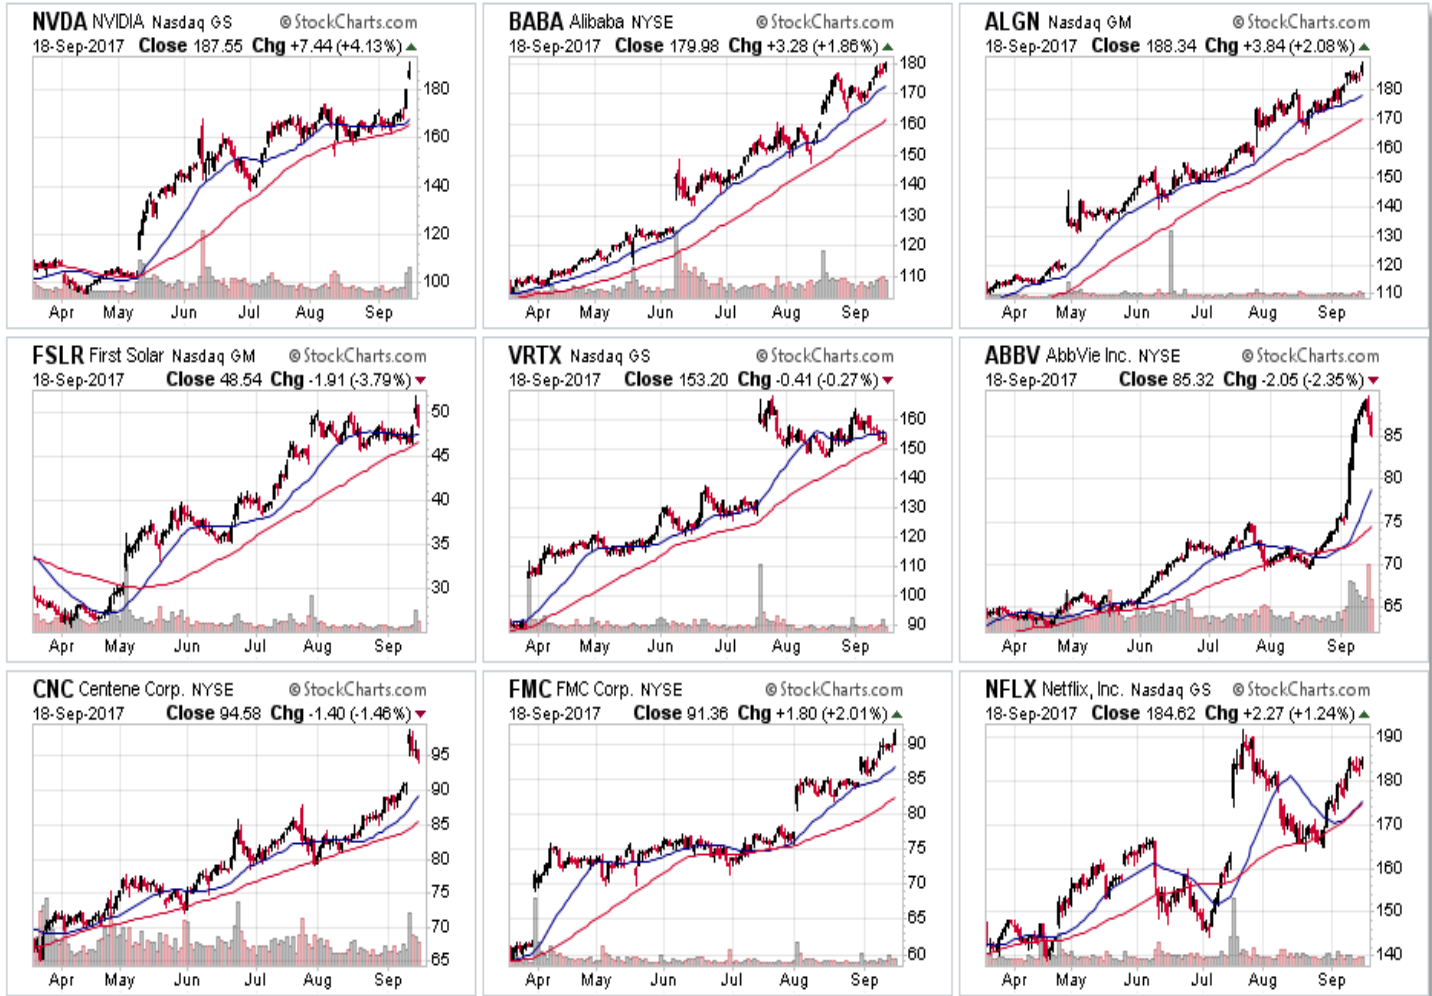 NVDA NVIDIA Nasdaq GS © StockCharts.com
18-Sep-2017 Close 187.55 Chg +7.44 (+4.13%)
180
160
140
120
100
Apr May Jun Jul Aug Sep
BABA Alibaba NYSE © StockCharts.com
18-Sep-2017 Close 179.98 Chg +3.28 (+1.86%)
180
170
160
150
140
130
120
110
Apr May Jun Jul Aug Sep
ALGN Nasdaq GM © StockCharts.com
18-Sep-2017 Close 188.34 Chg +3.84 (+2.08%)
180
170
160
150
140
130
120
110
Apr May Jun Jul Aug Sep
FSLR First Solar Nasdaq GM © StockCharts.com
18-Sep-2017 Close 48.54 Chg -1.91 (-3.79%)
50
45
40
35
30
Apr May Jun Jul Aug Sep
VRTX Nasdaq GS © StockCharts.com
18-Sep-2017 Close 153.20 Chg -0.41 (-0.27%)
160
150
140
130
120
110
100
90
Apr May Jun Jul Aug Sep
ABBV AbbVie Inc. NYSE © StockCharts.com
18-Sep-2017 Close 85.32 Chg -2.05 (-2.35%)
85
80
75
70
65
Apr May Jun Jul Aug Sep
CNC Centene Corp. NYSE © StockCharts.com
18-Sep-2017 Close 94.58 Chg -1.40 (-1.46%)
95
90
85
80
75
70
65
Apr May Jun Jul Aug Sep
FMC FMC Corp. NYSE © StockCharts.com
18-Sep-2017 Close 91.36 Chg +1.80 (+2.01%)
90
85
80
75
70
65
60
Apr May Jun Jul Aug Sep
NFLX Netflix, Inc. Nasdaq GS © StockCharts.com
18-Sep-2017 Close 184.62 Chg +2.27 (+1.24%)
190
180
170
160
150
140
Apr May Jun Jul Aug Sep